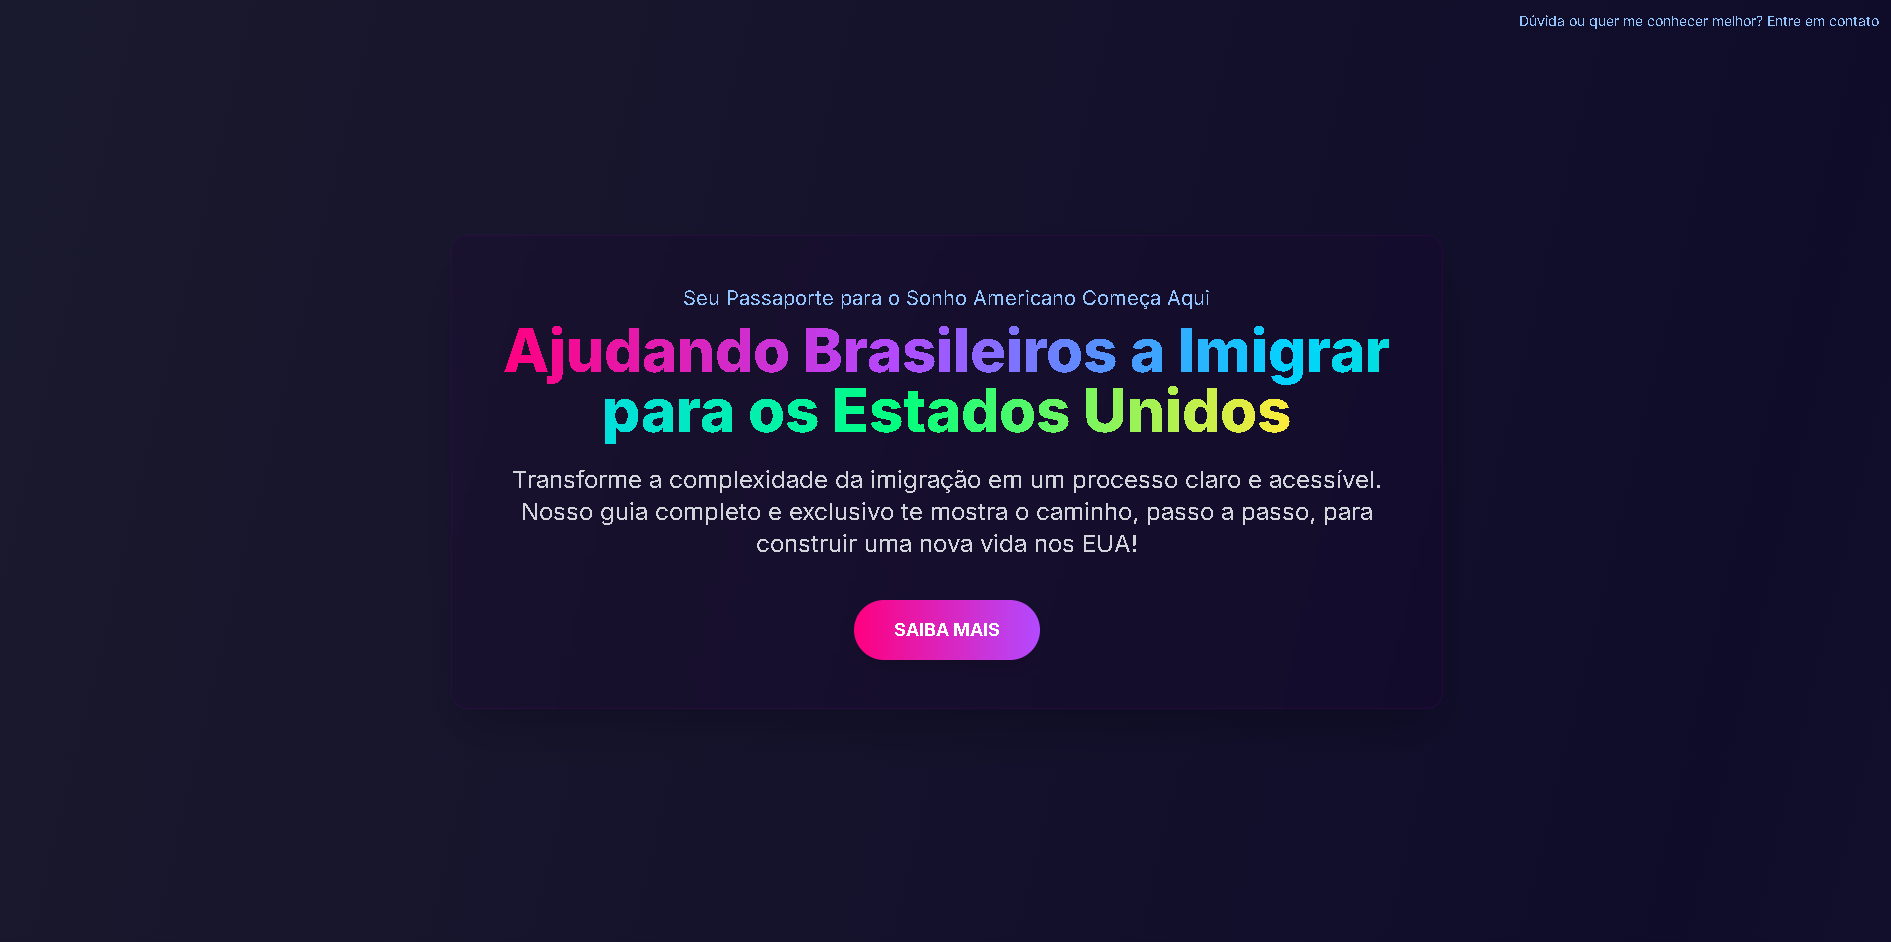 Dúvida ou quer me conhecer melhor? Entre em contato
Seu Passaporte para o Sonho Americano Começa Aqui
Ajudando Brasileiros a Imigrar
para os Estados Unidos
Transforme a complexidade da imigração em um processo claro e acessível.
Nosso guia completo e exclusivo te mostra o caminho, passo a passo, para
construir uma nova vida nos EUA!
SAIBA MAIS